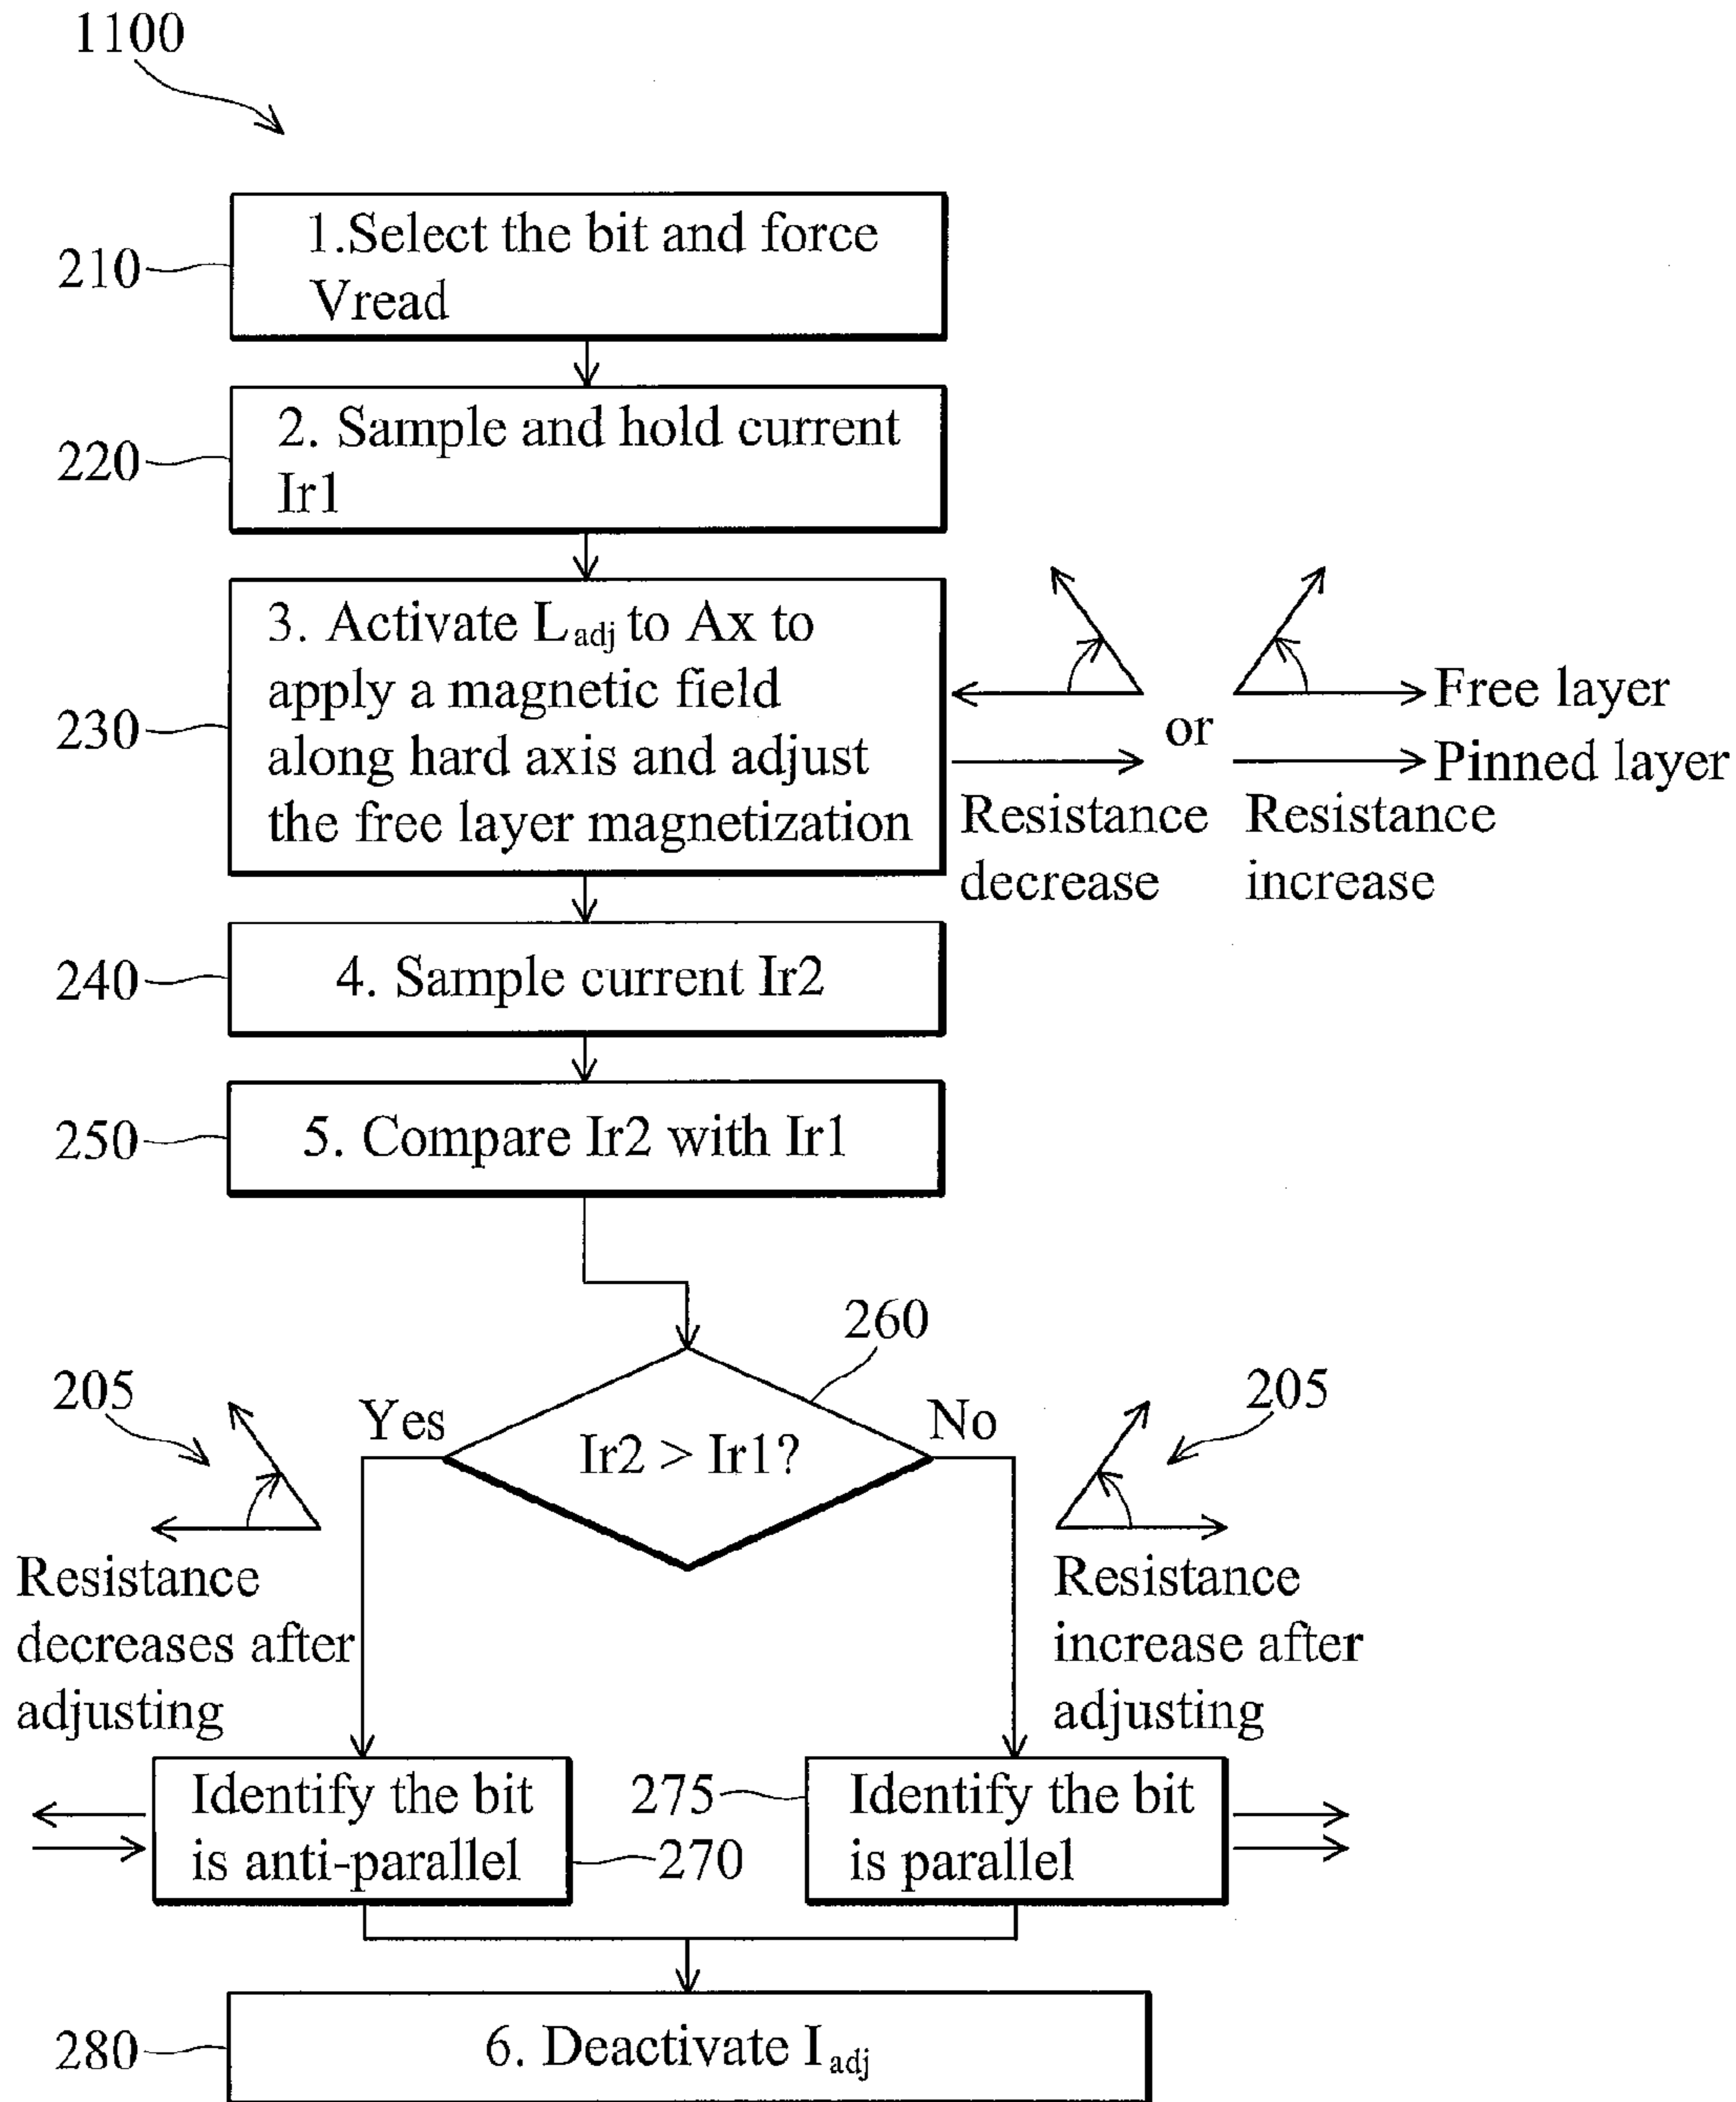 1100
210
1.Select the bit and force
Vread
220
2. Sample and hold current
Ir1
230
3. Activate Ladj to Ax to
apply a magnetic field
along hard axis and adjust
the free layer magnetization
Free layer
or
Pinned layer
Resistance
decrease
Resistance
increase
240
4. Sample current Ir2
250
5. Compare Ir2 with Ir1
260
205
Yes
Ir2 > Ir1?
No
205
Resistance
decreases after
adjusting
Resistance
increase after
adjusting
Identify the bit
is anti-parallel
270
275
Identify the bit
is parallel
280
6. Deactivate Iadj